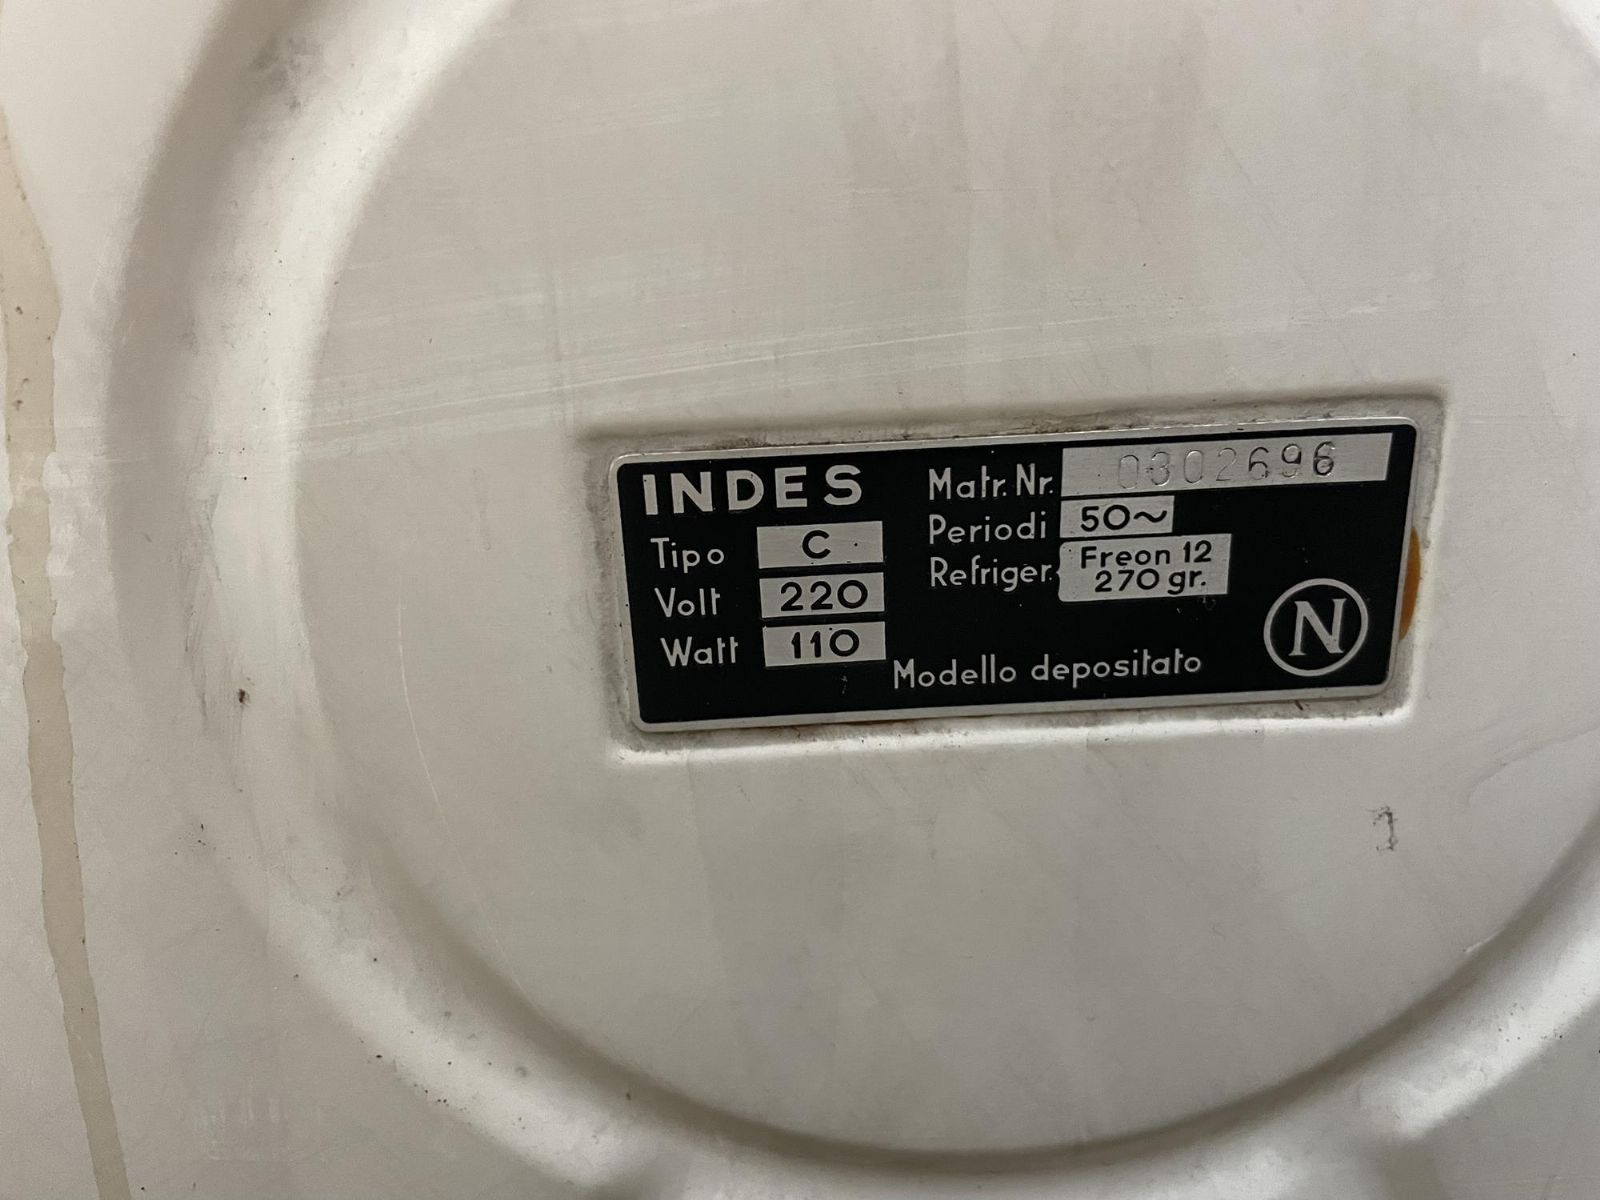 INDES
Tipo C
Volt 220
Watt 110
Matr. Nr. 0302696
Periodi 50~
Refriger. Freon 12
270 gr.
Modello depositato
N